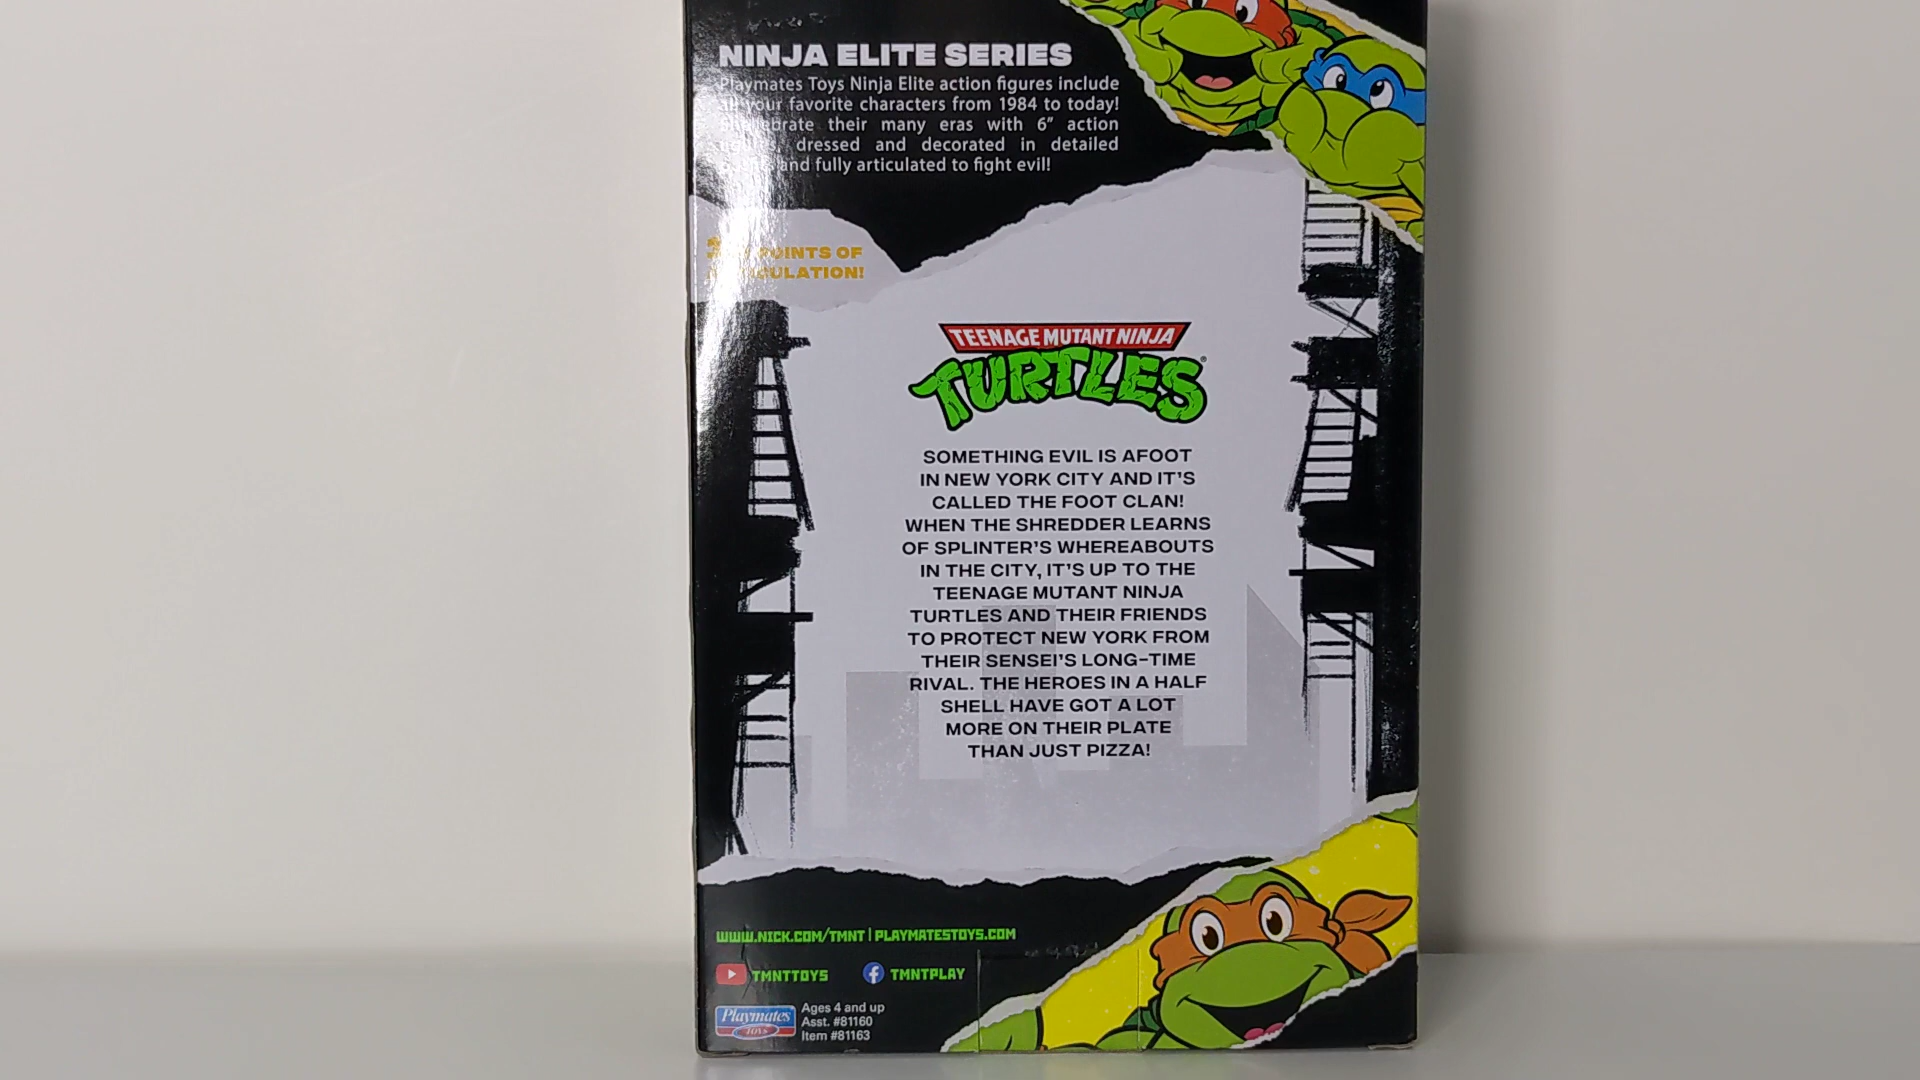 NINJA ELITE SERIES
Playmates Toys Ninja Elite action figures include
all your favorite characters from 1984 to today!
their many eras with 6" action
dressed and decorated in detailed
and fully articulated to fight evil!
POINTS OF
TEENAGE MUTANT NINJA
TURTLES®
SOMETHING EVIL IS AFOOT
IN NEW YORK CITY AND IT'S
CALLED THE FOOT CLAN!
WHEN THE SHREDDER LEARNS
OF SPLINTER'S WHEREABOUTS
IN THE CITY, IT'S UP TO THE
TEENAGE MUTANT NINJA
TURTLES AND THEIR FRIENDS
TO PROTECT NEW YORK FROM
THEIR SENSEI'S LONG-TIME
RIVAL. THE HEROES IN A HALF
SHELL HAVE GOT A LOT
MORE ON THEIR PLATE
THAN JUST PIZZA!
WWW.NICK.COM/TMNT | PLAYMATESTOYS.COM
TMNTTOYS TMNTPLAY
Playmates
TOYS
Ages 4 and up
Asst. #81160
Item #81163